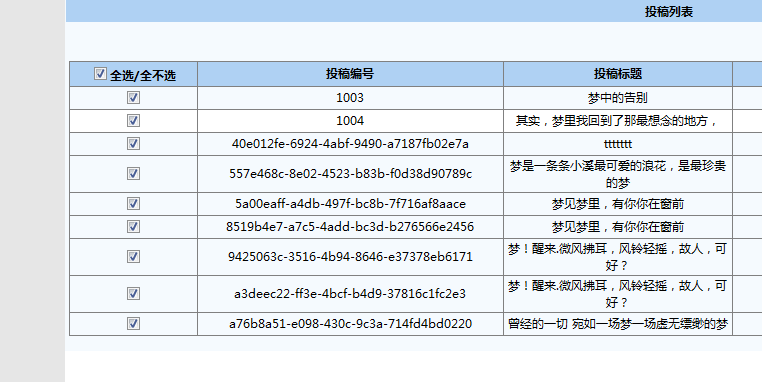 投稿列表
全选/全不选 投稿编号 投稿标题
1003 梦中的告别
1004 其实，梦里我回到了那最想念的地方，
40e012fe-6924-4abf-9490-a7187fb02e7a ttttttt
557e468c-8e02-4523-b83b-f0d38d90789c 梦是一条条小溪最可爱的浪花，是最珍贵
的梦
5a00eaff-a4db-497f-bc8b-7f716af8aace 梦见梦里，有你你在窗前
8519b4e7-a7c5-4add-bc3d-b276566e2456 梦见梦里，有你你在窗前
9425063c-3516-4b94-8646-e37378eb6171 梦！醒来.微风拂耳，风铃轻摇，故人，可
好？
a3deec22-ff3e-4bcf-b4d9-37816c1fc2e3 梦！醒来.微风拂耳，风铃轻摇，故人，可
好？
a76b8a51-e098-430c-9c3a-714fd4bd0220 曾经的一切 宛如一场梦一场虚无缥缈的梦